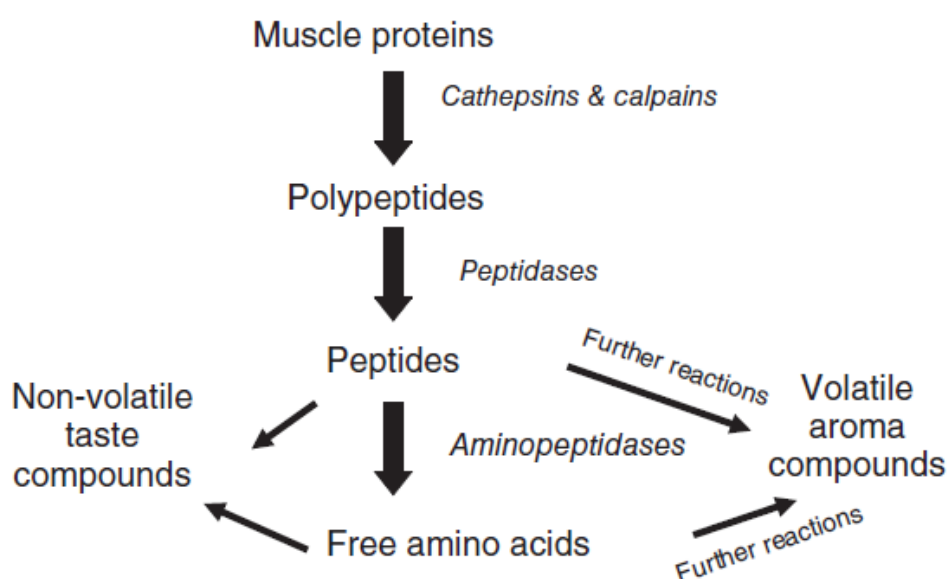 Muscle proteins
Cathepsins & calpains
Polypeptides
Peptidases
Peptides
Further reactions
Non-volatile
taste
compounds
Volatile
aroma
compounds
Aminopeptidases
Free amino acids
Further reactions